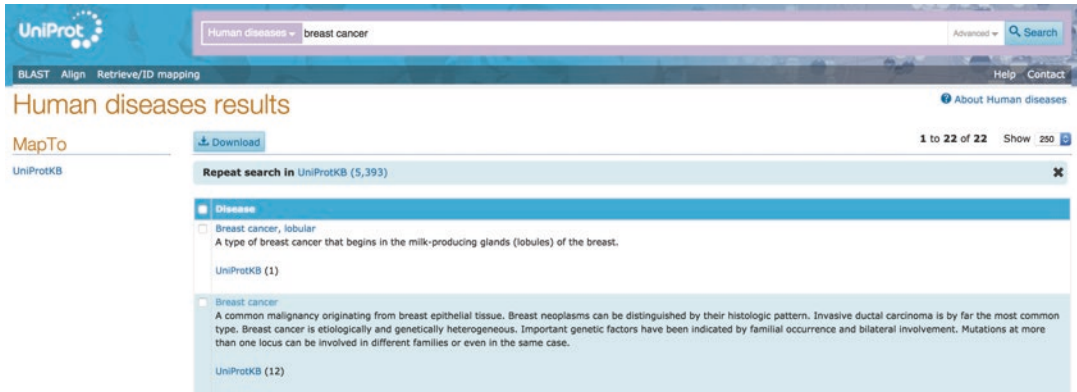 UniProt
Human diseases
breast cancer
Advanced
Search
BLAST Align Retrieve/ID mapping
Help Contact
Human diseases results
About Human diseases
MapTo
Download
1 to 22 of 22 Show 250
UniProtKB
Repeat search in UniProtKB (5,393)
Disease
Breast cancer, lobular
A type of breast cancer that begins in the milk-producing glands (lobules) of the breast.
UniProtKB (1)
Breast cancer
A common malignancy originating from breast epithelial tissue. Breast neoplasms can be distinguished by their histologic pattern. Invasive ductal carcinoma is by far the most common
type. Breast cancer is etiologically and genetically heterogeneous. Important genetic factors have been indicated by familial occurrence and bilateral involvement. Mutations at more
than one locus can be involved in different families or even in the same case.
UniProtKB (12)